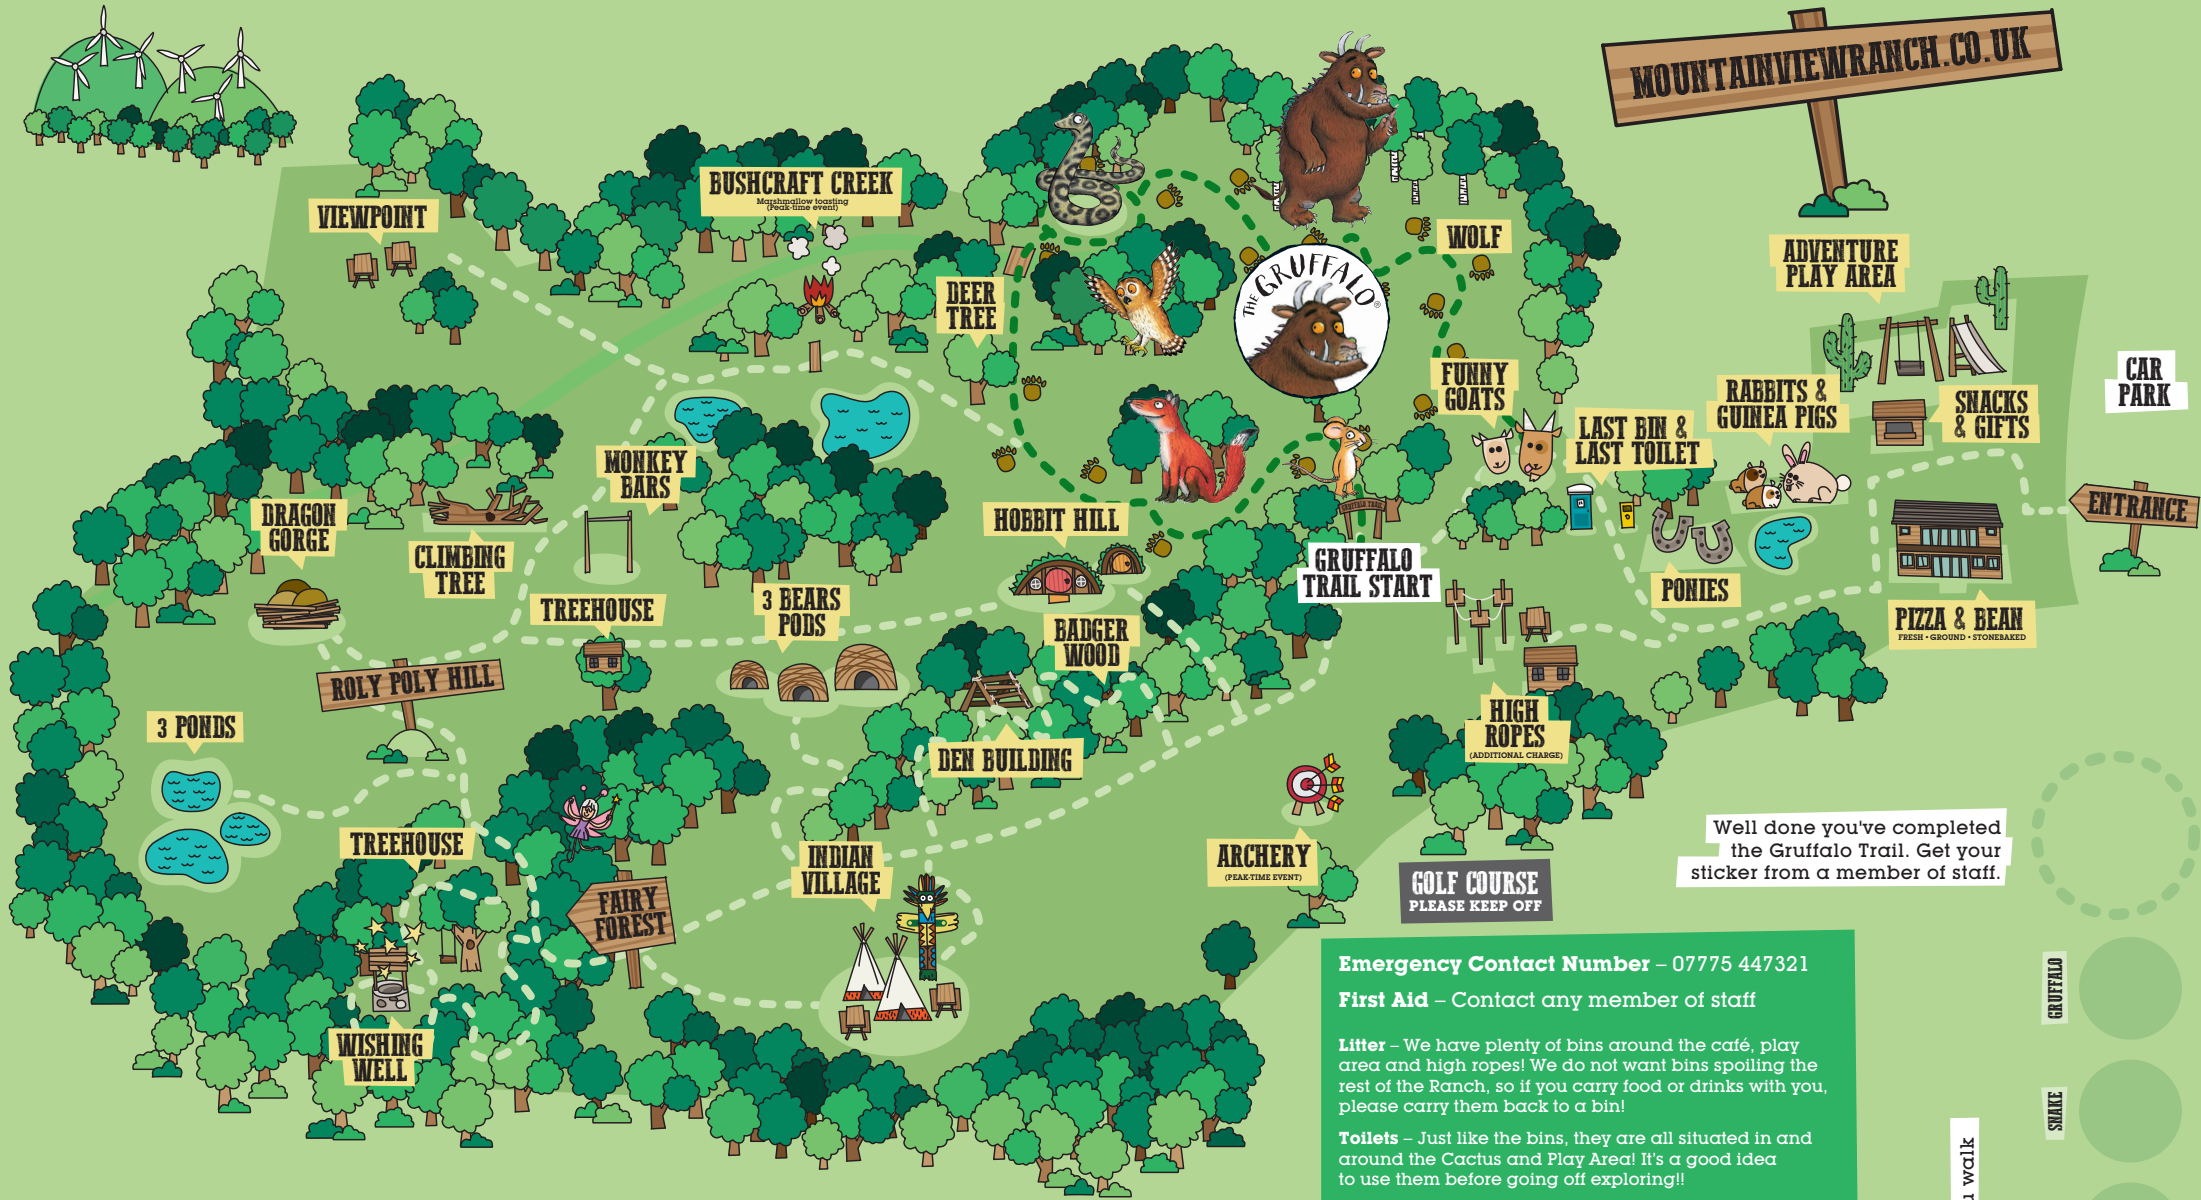 MOUNTAINVIEWRANCH.CO.UK
VIEWPOINT
BUSHCRAFT CREEK
Marshmallow toasting
(Peak-time event)
WOLF
ADVENTURE
PLAY AREA
DEER
TREE
THE GRUFFALO®
FUNNY
GOATS
RABBITS &
GUINEA PIGS
SNACKS
& GIFTS
CAR
PARK
LAST BIN &
LAST TOILET
MONKEY
BARS
DRAGON
GORGE
CLIMBING
TREE
HOBBIT HILL
GRUFFALO TRAIL
ENTRANCE
GRUFFALO
TRAIL START
PONIES
TREEHOUSE
3 BEARS
PODS
BADGER
WOOD
PIZZA & BEAN
FRESH • GROUND • STONEBAKED
ROLY POLY HILL
3 PONDS
DEN BUILDING
HIGH
ROPES
(ADDITIONAL CHARGE)
TREEHOUSE
INDIAN
VILLAGE
ARCHERY
(PEAK-TIME EVENT)
GOLF COURSE
PLEASE KEEP OFF
FAIRY
FOREST
WISHING
WELL
Well done you've completed
the Gruffalo Trail. Get your
sticker from a member of staff.
Emergency Contact Number – 07775 447321
First Aid – Contact any member of staff
Litter – We have plenty of bins around the café, play
area and high ropes! We do not want bins spoiling the
rest of the Ranch, so if you carry food or drinks with you,
please carry them back to a bin!
Toilets – Just like the bins, they are all situated in and
around the Cactus and Play Area! It's a good idea
to use them before going off exploring!!
GRUFFALO
SNAKE
walk